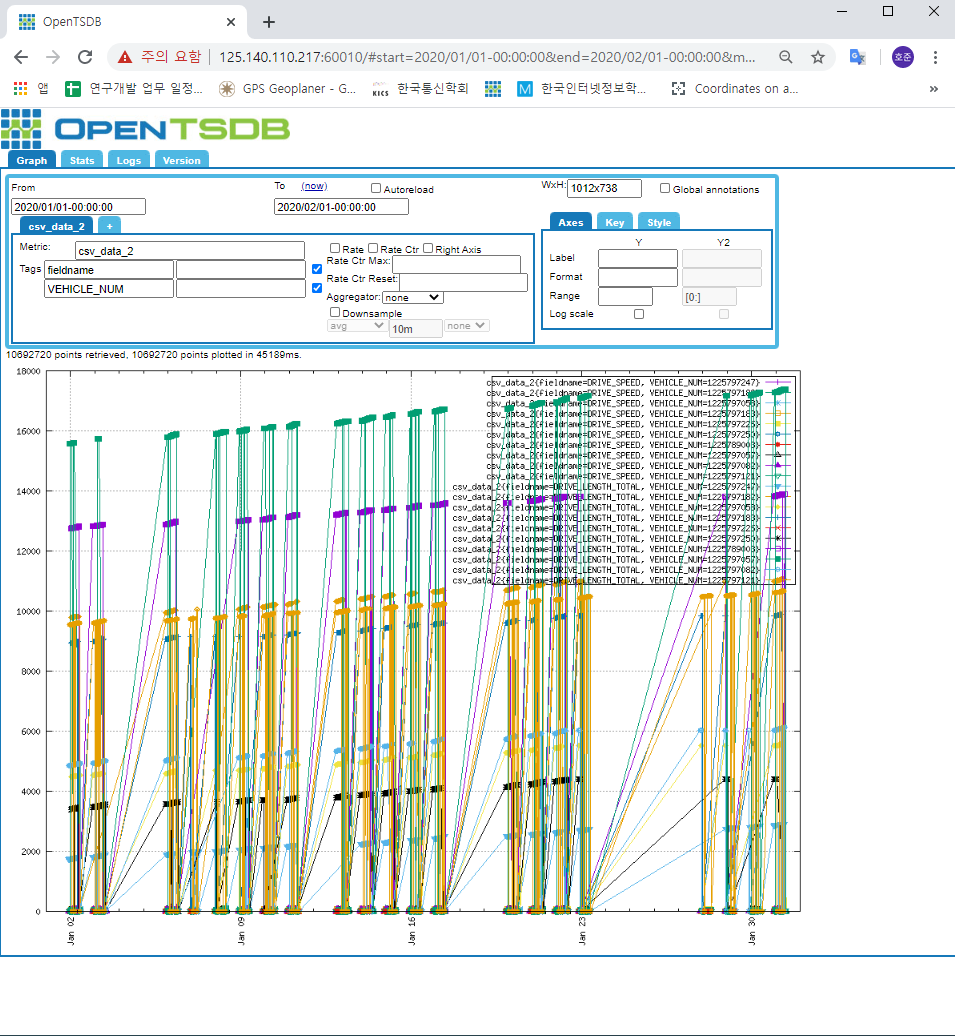 OpenTSDB
주의 요함
125.140.110.217:60010/#start=2020/01/01-00:00:00&end=2020/02/01-00:00:00&m...
호준
앱
연구개발 업무 일정...
GPS Geoplaner - G...
KICS 한국통신학회
M 한국인터넷정보학...
Coordinates on a...
»
OPENTSDB
Graph Stats Logs Version
From To (now) Autoreload WxH: 1012x738 Global annotations
2020/01/01-00:00:00 2020/02/01-00:00:00
csv_data_2 +
Metric: csv_data_2
Tags fieldname
VEHICLE_NUM
Rate Rate Ctr Right Axis
Rate Ctr Max:
Rate Ctr Reset:
Aggregator: none
Downsample
avg 10m none
Axes Key Style
Y Y2
Label
Format
Range [0:]
Log scale
10692720 points retrieved, 10692720 points plotted in 45189ms.
18000
16000
14000
12000
10000
8000
6000
4000
2000
0
csv_data_2{fieldname=DRIVE_SPEED, VEHICLE_NUM=1225797247}
csv_data_2{fieldname=DRIVE_SPEED, VEHICLE_NUM=1225797182}
csv_data_2{fieldname=DRIVE_SPEED, VEHICLE_NUM=1225797058}
csv_data_2{fieldname=DRIVE_SPEED, VEHICLE_NUM=1225797183}
csv_data_2{fieldname=DRIVE_SPEED, VEHICLE_NUM=1225797225}
csv_data_2{fieldname=DRIVE_SPEED, VEHICLE_NUM=1225797250}
csv_data_2{fieldname=DRIVE_SPEED, VEHICLE_NUM=1225789003}
csv_data_2{fieldname=DRIVE_SPEED, VEHICLE_NUM=1225797057}
csv_data_2{fieldname=DRIVE_SPEED, VEHICLE_NUM=1225797082}
csv_data_2{fieldname=DRIVE_SPEED, VEHICLE_NUM=1225797121}
csv_data_2{fieldname=DRIVE_LENGTH_TOTAL, VEHICLE_NUM=1225797247}
csv_data_2{fieldname=DRIVE_LENGTH_TOTAL, VEHICLE_NUM=1225797182}
csv_data_2{fieldname=DRIVE_LENGTH_TOTAL, VEHICLE_NUM=1225797058}
csv_data_2{fieldname=DRIVE_LENGTH_TOTAL, VEHICLE_NUM=1225797183}
csv_data_2{fieldname=DRIVE_LENGTH_TOTAL, VEHICLE_NUM=1225797225}
csv_data_2{fieldname=DRIVE_LENGTH_TOTAL, VEHICLE_NUM=1225797250}
csv_data_2{fieldname=DRIVE_LENGTH_TOTAL, VEHICLE_NUM=1225789003}
csv_data_2{fieldname=DRIVE_LENGTH_TOTAL, VEHICLE_NUM=1225797057}
csv_data_2{fieldname=DRIVE_LENGTH_TOTAL, VEHICLE_NUM=1225797082}
csv_data_2{fieldname=DRIVE_LENGTH_TOTAL, VEHICLE_NUM=1225797121}
Jan 02
Jan 09
Jan 16
Jan 23
Jan 30